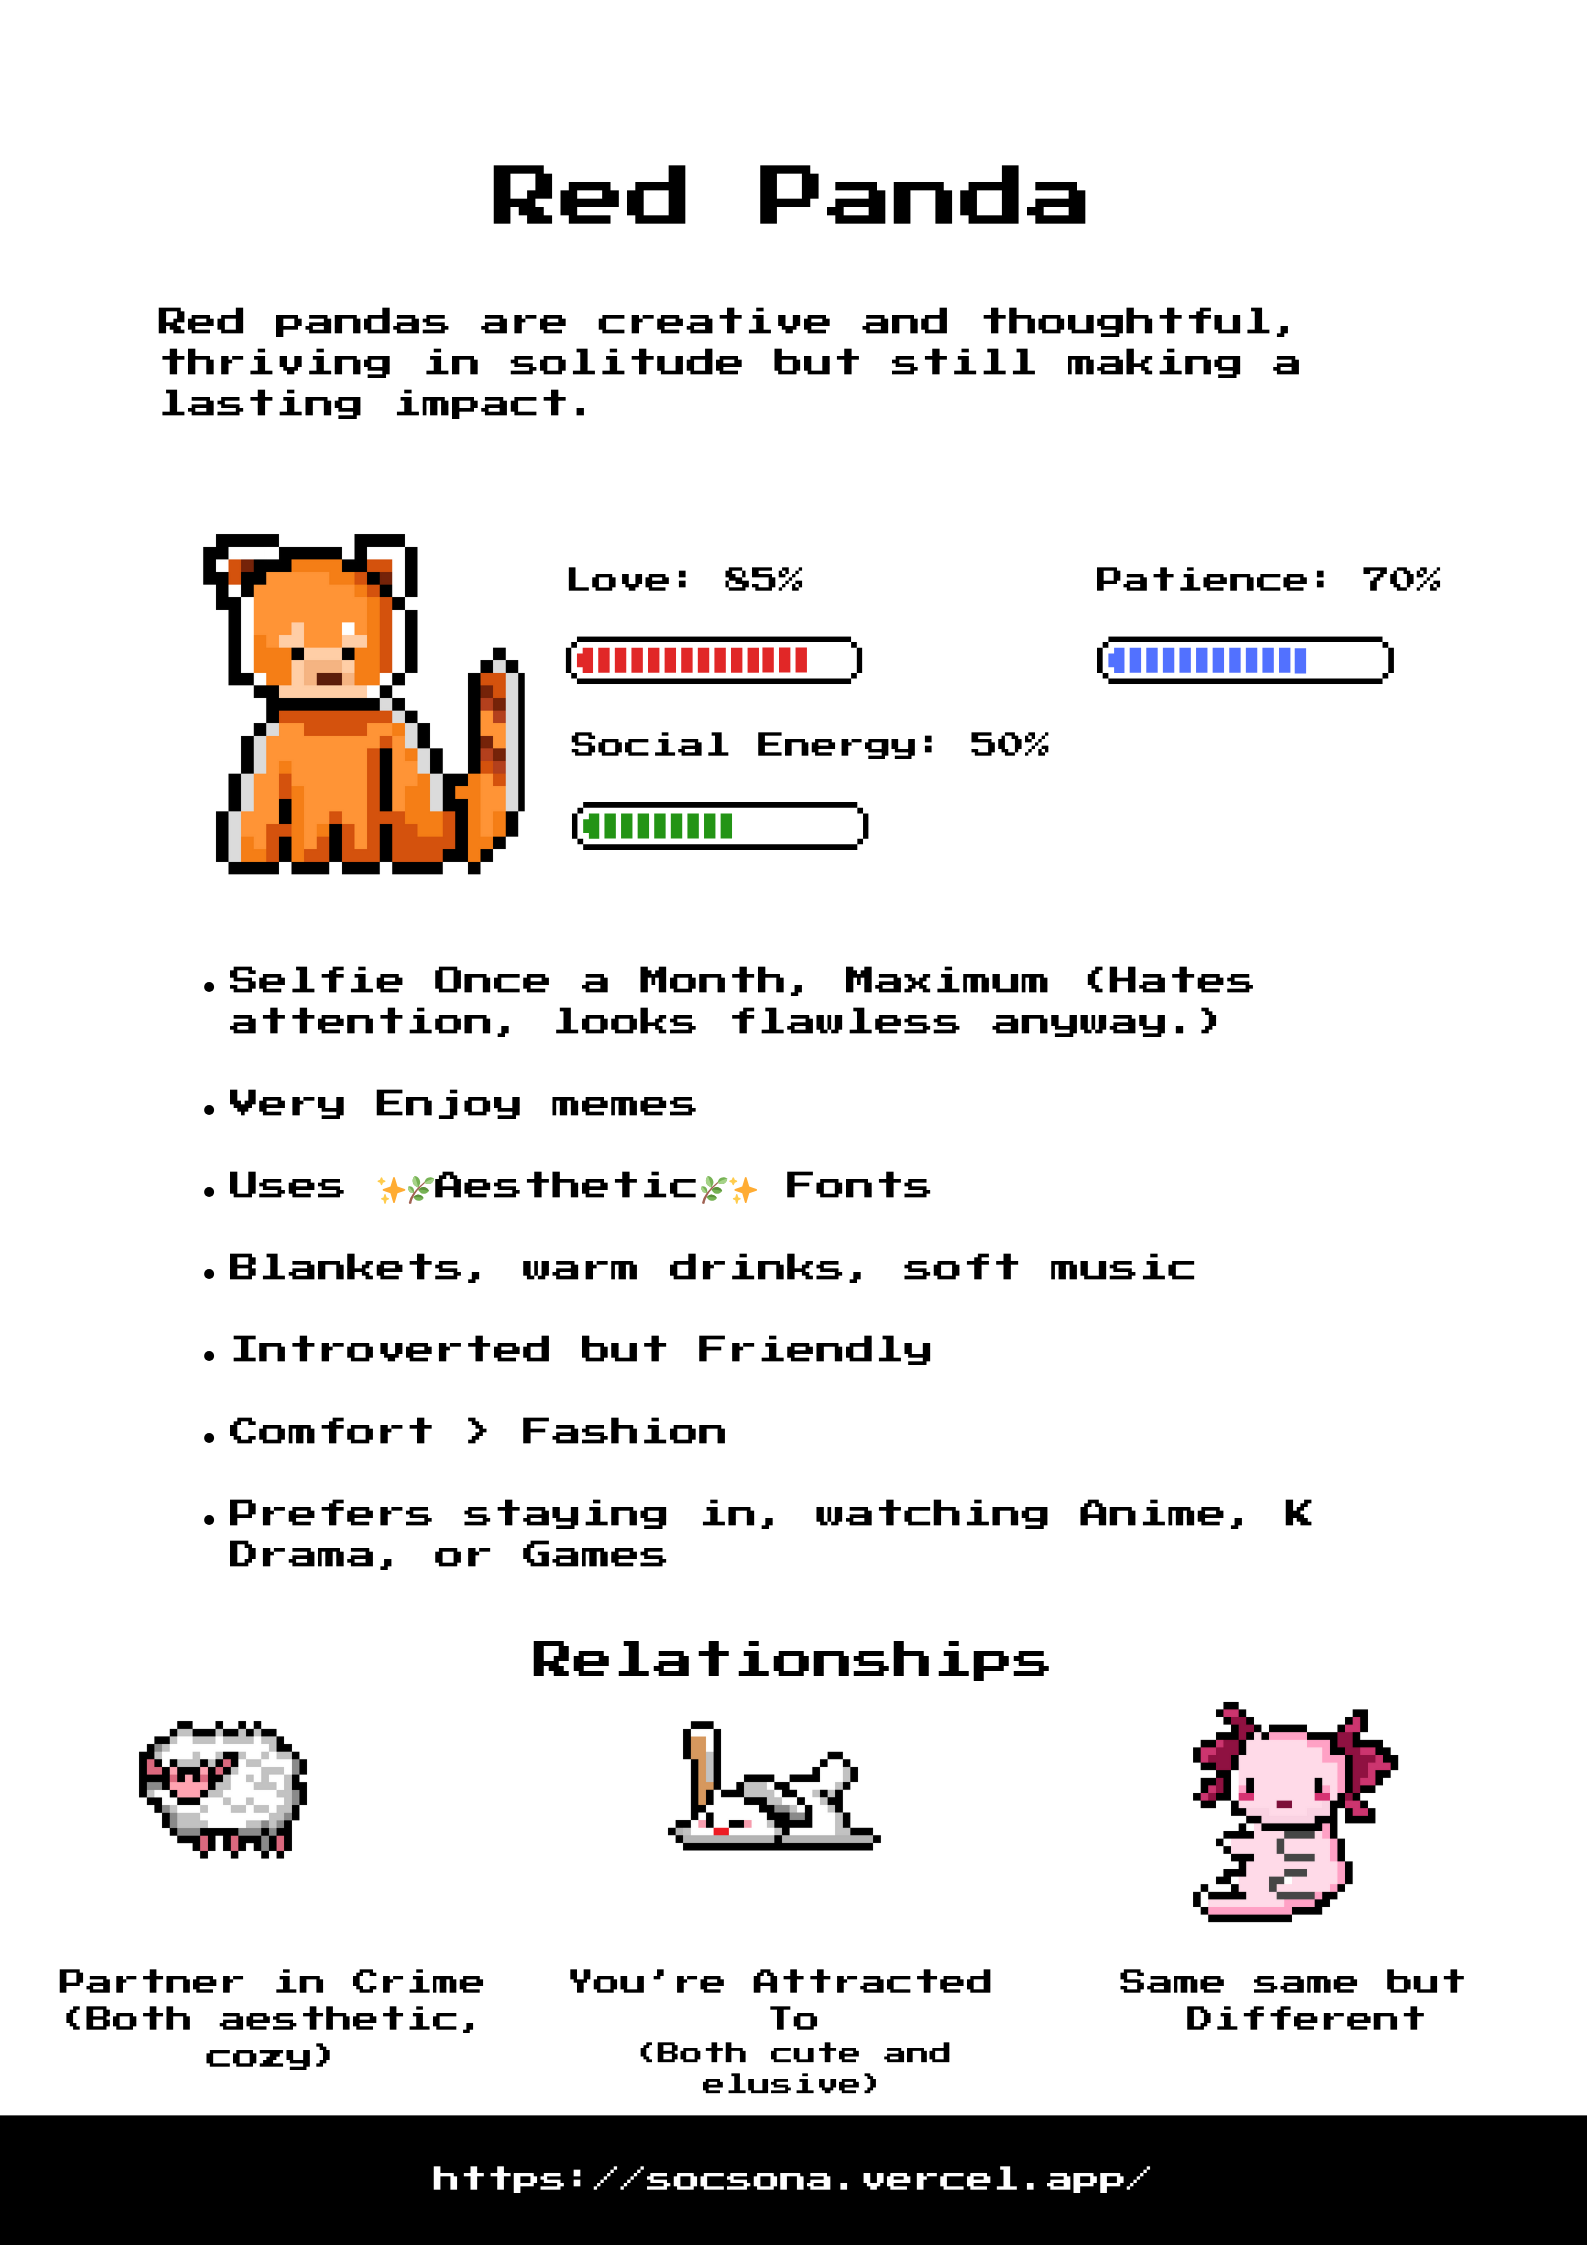 Red Panda
Red pandas are creative and thoughtful,
thriving in solitude but still making a
lasting impact.
Love: 85%
Patience: 70%
Social Energy: 50%
• Selfie Once a Month, Maximum (Hates
attention, looks flawless anyway.)
• Very Enjoy memes
• Uses ✨🌿Aesthetic🌿✨ Fonts
• Blankets, warm drinks, soft music
• Introverted but Friendly
• Comfort > Fashion
• Prefers staying in, watching Anime, K
Drama, or Games
Relationships
Partner in Crime
(Both aesthetic,
cozy)
You're Attracted
To
(Both cute and
elusive)
Same same but
Different
https://socsona.vercel.app/